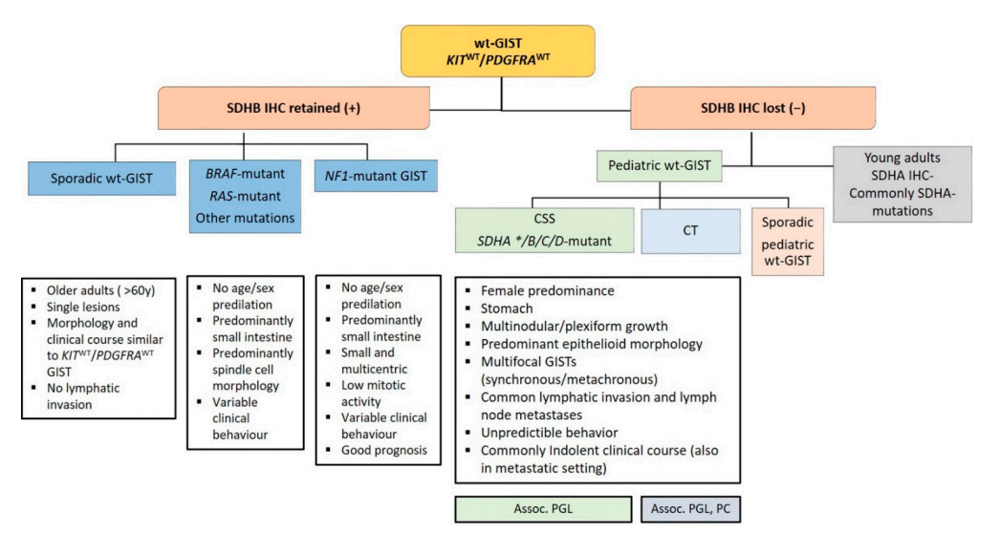 wt-GIST
KITᵂᵀ/PDGFRAᵂᵀ
SDHB IHC retained (+)
SDHB IHC lost (−)
Sporadic wt-GIST
BRAF-mutant
RAS-mutant
Other mutations
NF1-mutant GIST
Pediatric wt-GIST
Young adults
SDHA IHC-
Commonly SDHA-
mutations
CSS
SDHA */B/C/D-mutant
CT
Sporadic
pediatric
wt-GIST
▪ Older adults ( >60y)
▪ Single lesions
▪ Morphology and
clinical course similar
to KITᵂᵀ/PDGFRAᵂᵀ
GIST
▪ No lymphatic
invasion
▪ No age/sex
predilation
▪ Predominantly
small intestine
▪ Predominantly
spindle cell
morphology
▪ Variable
clinical
behaviour
▪ No age/sex
predilation
▪ Predominantly
small intestine
▪ Small and
multicentric
▪ Low mitotic
activity
▪ Variable clinical
behaviour
▪ Good prognosis
▪ Female predominance
▪ Stomach
▪ Multinodular/plexiform growth
▪ Predominant epithelioid morphology
▪ Multifocal GISTs
(synchronous/metachronous)
▪ Common lymphatic invasion and lymph
node metastases
▪ Unpredictible behavior
▪ Commonly Indolent clinical course (also
in metastatic setting)
Assoc. PGL
Assoc. PGL, PC